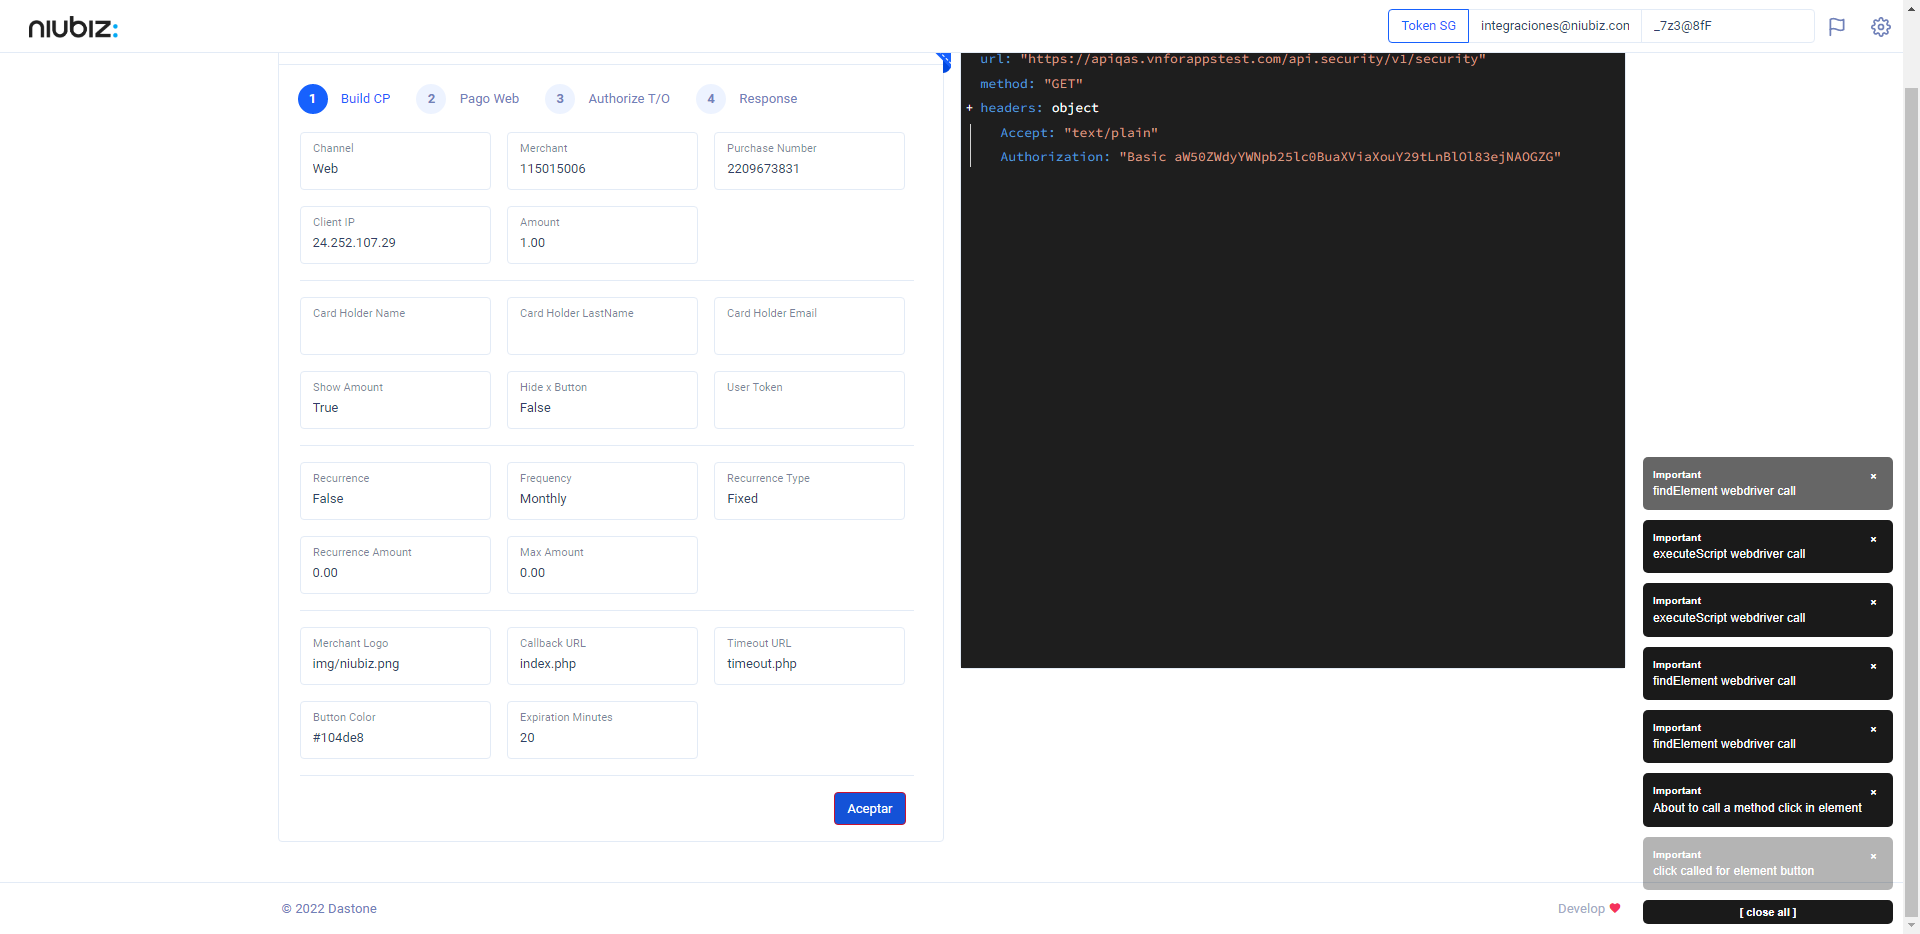 niubiz:
Token SG
integraciones@niubiz.con
_7z3@8fF
1 Build CP
2 Pago Web
3 Authorize T/O
4 Response
Channel
Web
Merchant
115015006
Purchase Number
2209673831
Client IP
24.252.107.29
Amount
1.00
Card Holder Name
Card Holder LastName
Card Holder Email
Show Amount
True
Hide x Button
False
User Token
Recurrence
False
Frequency
Monthly
Recurrence Type
Fixed
Recurrence Amount
0.00
Max Amount
0.00
Merchant Logo
img/niubiz.png
Callback URL
index.php
Timeout URL
timeout.php
Button Color
#104de8
Expiration Minutes
20
Aceptar
url: "https://apiqas.vnforappstest.com/api.security/v1/security"
method: "GET"
+ headers: object
Accept: "text/plain"
Authorization: "Basic aW50ZWdyYWNpb25lc0BuaXViaXouY29tLnBlOl83ejNAOGZG"
Important ×
findElement webdriver call
Important ×
executeScript webdriver call
Important ×
executeScript webdriver call
Important ×
findElement webdriver call
Important ×
findElement webdriver call
Important ×
About to call a method click in element
Important ×
click called for element button
[ close all ]
© 2022 Dastone
Develop